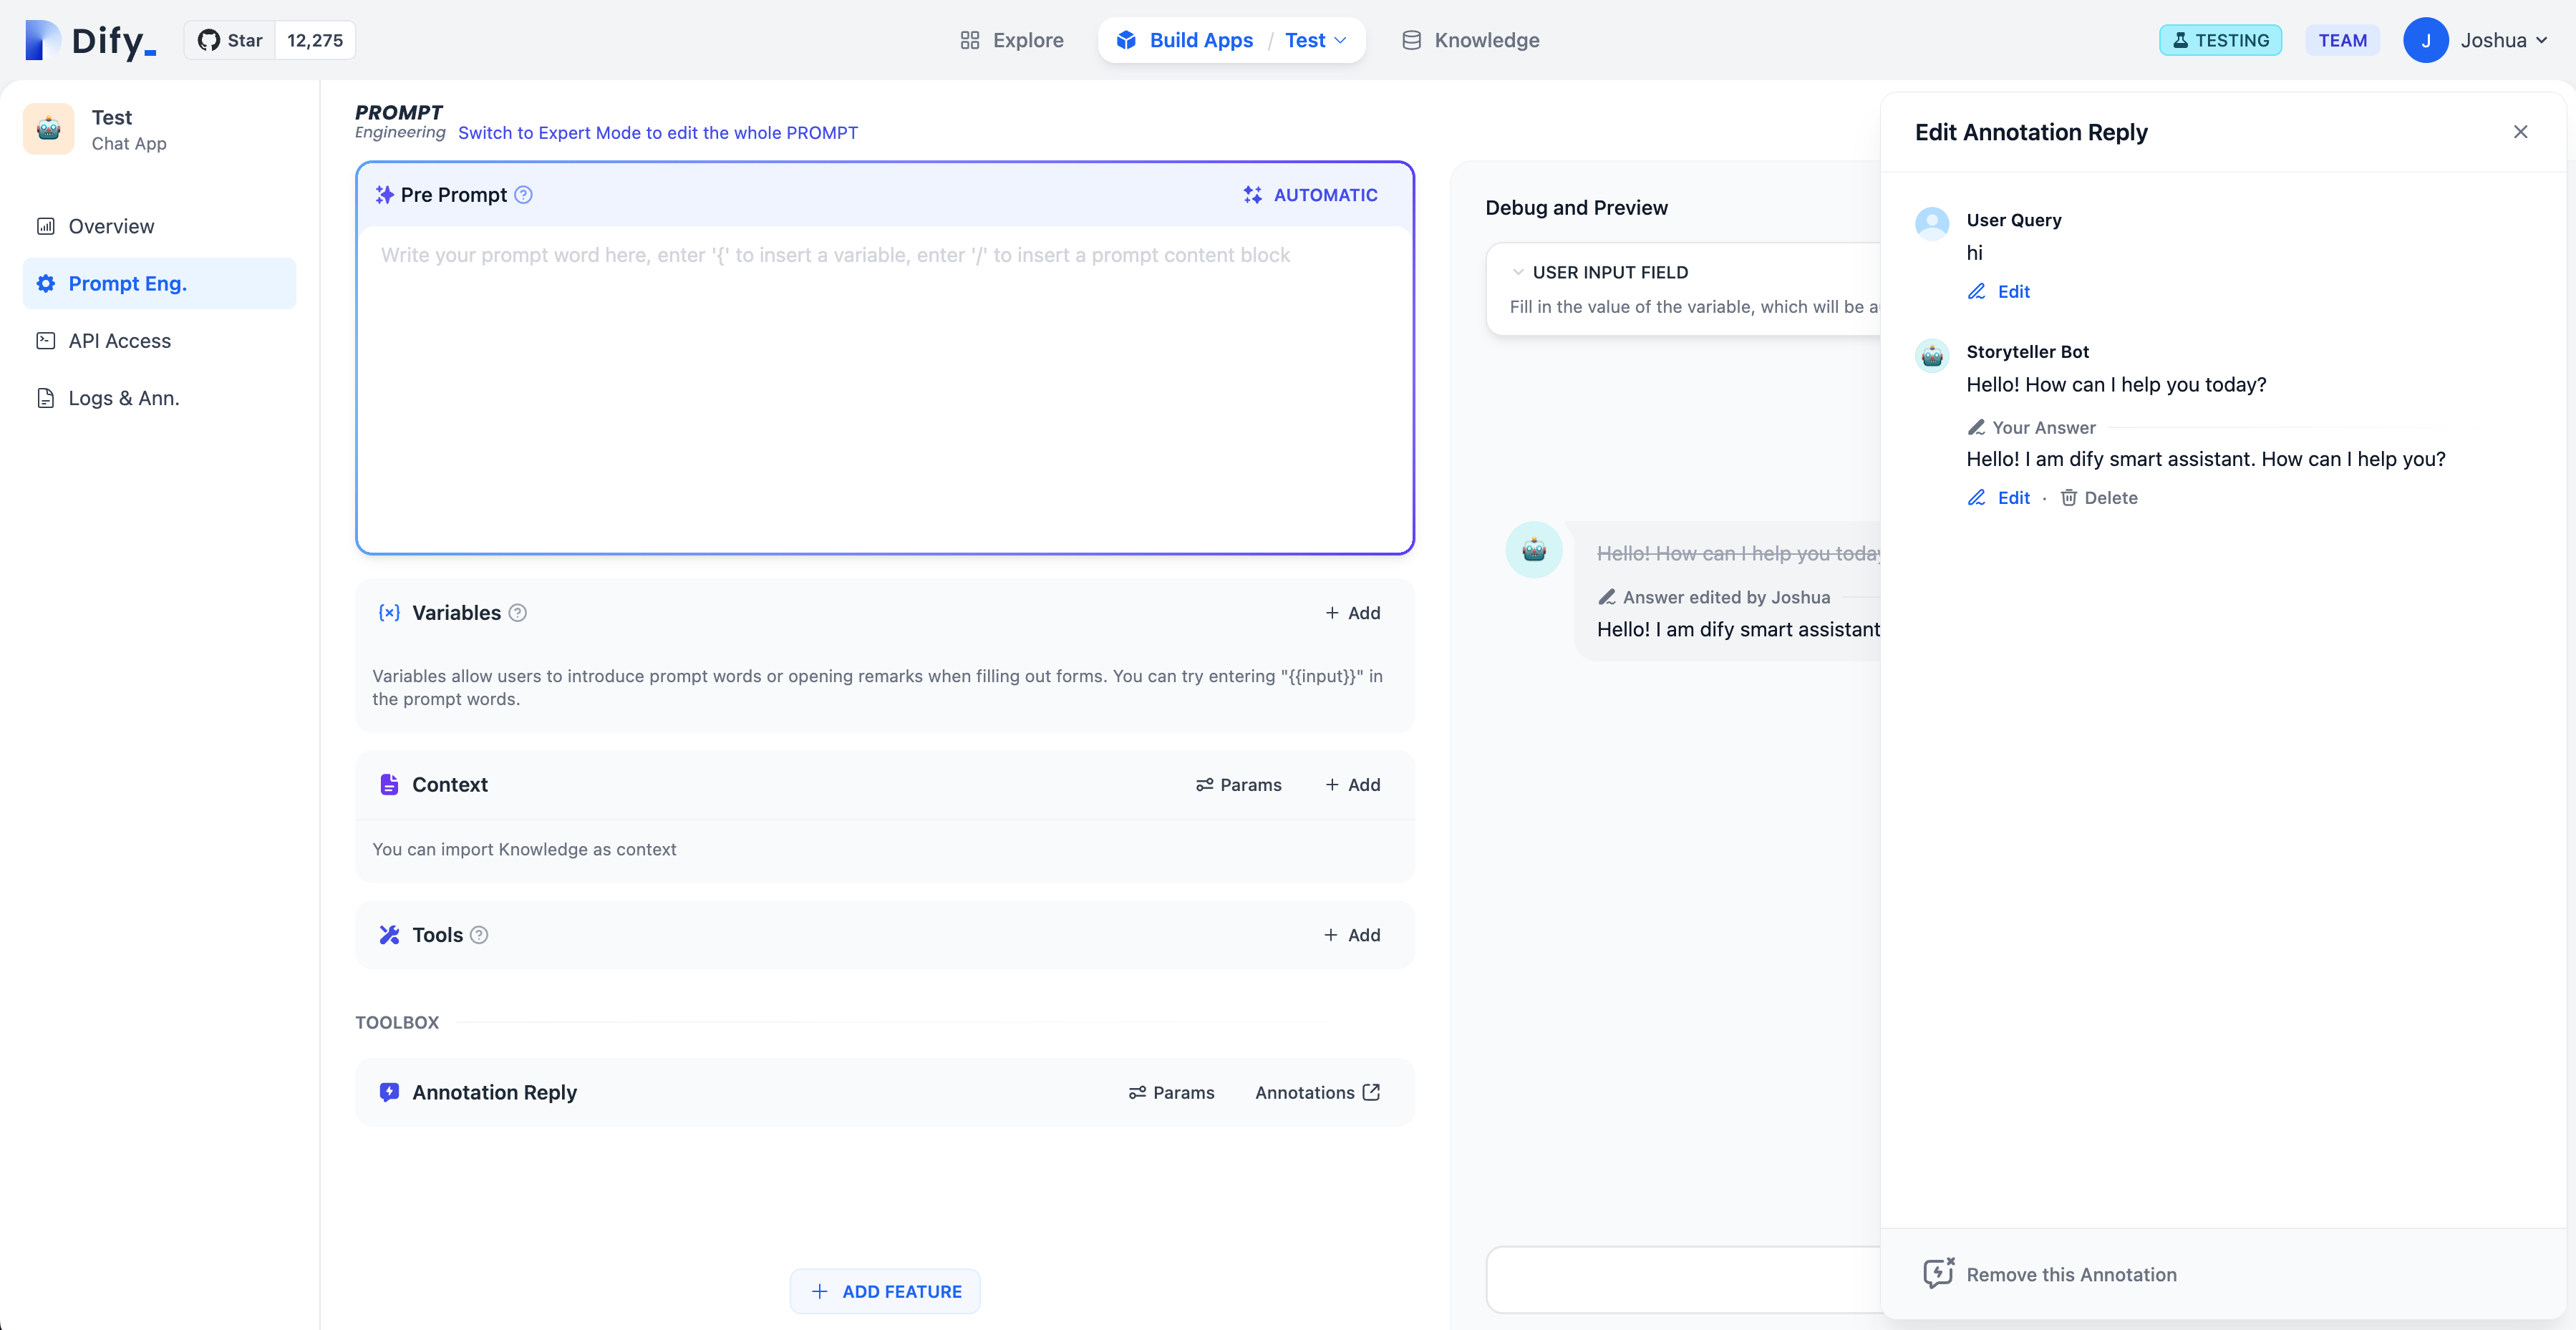 Dify_
Star 12,275
Explore
Build Apps / Test
Knowledge
TESTING
TEAM
J Joshua
Test
Chat App
Overview
Prompt Eng.
API Access
Logs & Ann.
PROMPT
Engineering Switch to Expert Mode to edit the whole PROMPT
Pre Prompt
AUTOMATIC
Write your prompt word here, enter '{' to insert a variable, enter '/' to insert a prompt content block
{x} Variables
+ Add
Variables allow users to introduce prompt words or opening remarks when filling out forms. You can try entering "{{input}}" in
the prompt words.
Context
Params
+ Add
You can import Knowledge as context
Tools
+ Add
TOOLBOX
Annotation Reply
Params
Annotations
+ ADD FEATURE
Debug and Preview
USER INPUT FIELD
Fill in the value of the variable, which will be a
Hello! How can I help you today
Answer edited by Joshua
Hello! I am dify smart assistant
Edit Annotation Reply
User Query
hi
Edit
Storyteller Bot
Hello! How can I help you today?
Your Answer
Hello! I am dify smart assistant. How can I help you?
Edit · Delete
Remove this Annotation